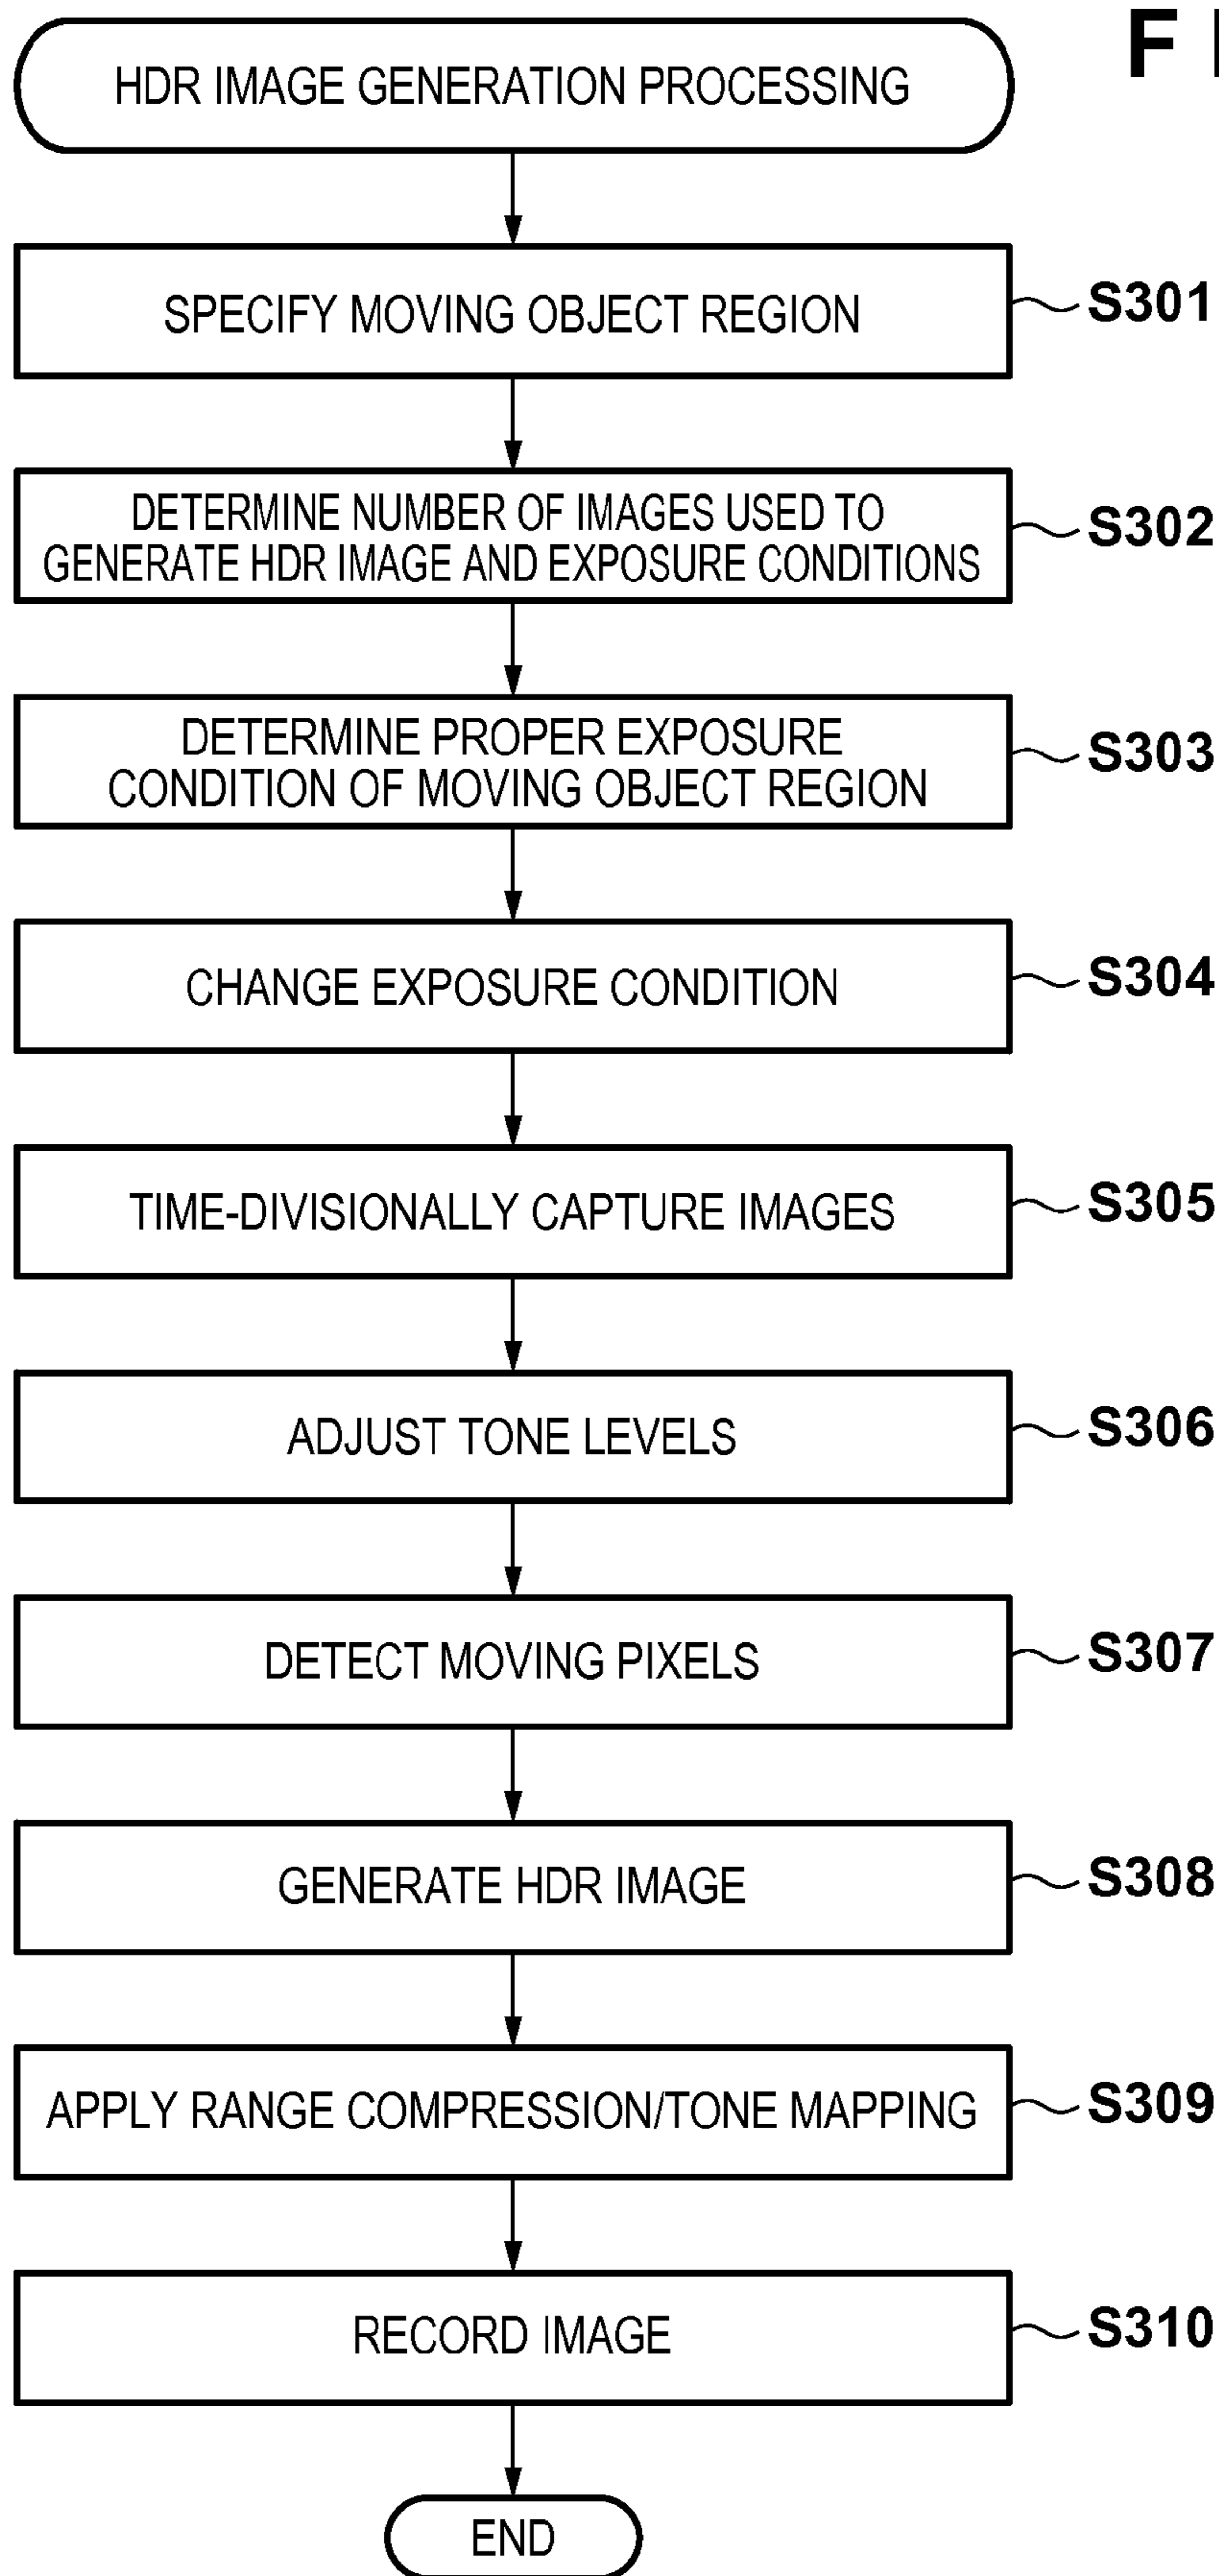 HDR IMAGE GENERATION PROCESSING
SPECIFY MOVING OBJECT REGION
S301
DETERMINE NUMBER OF IMAGES USED TO
GENERATE HDR IMAGE AND EXPOSURE CONDITIONS
S302
DETERMINE PROPER EXPOSURE
CONDITION OF MOVING OBJECT REGION
S303
CHANGE EXPOSURE CONDITION
S304
TIME-DIVISIONALLY CAPTURE IMAGES
S305
ADJUST TONE LEVELS
S306
DETECT MOVING PIXELS
S307
GENERATE HDR IMAGE
S308
APPLY RANGE COMPRESSION/TONE MAPPING
S309
RECORD IMAGE
S310
END